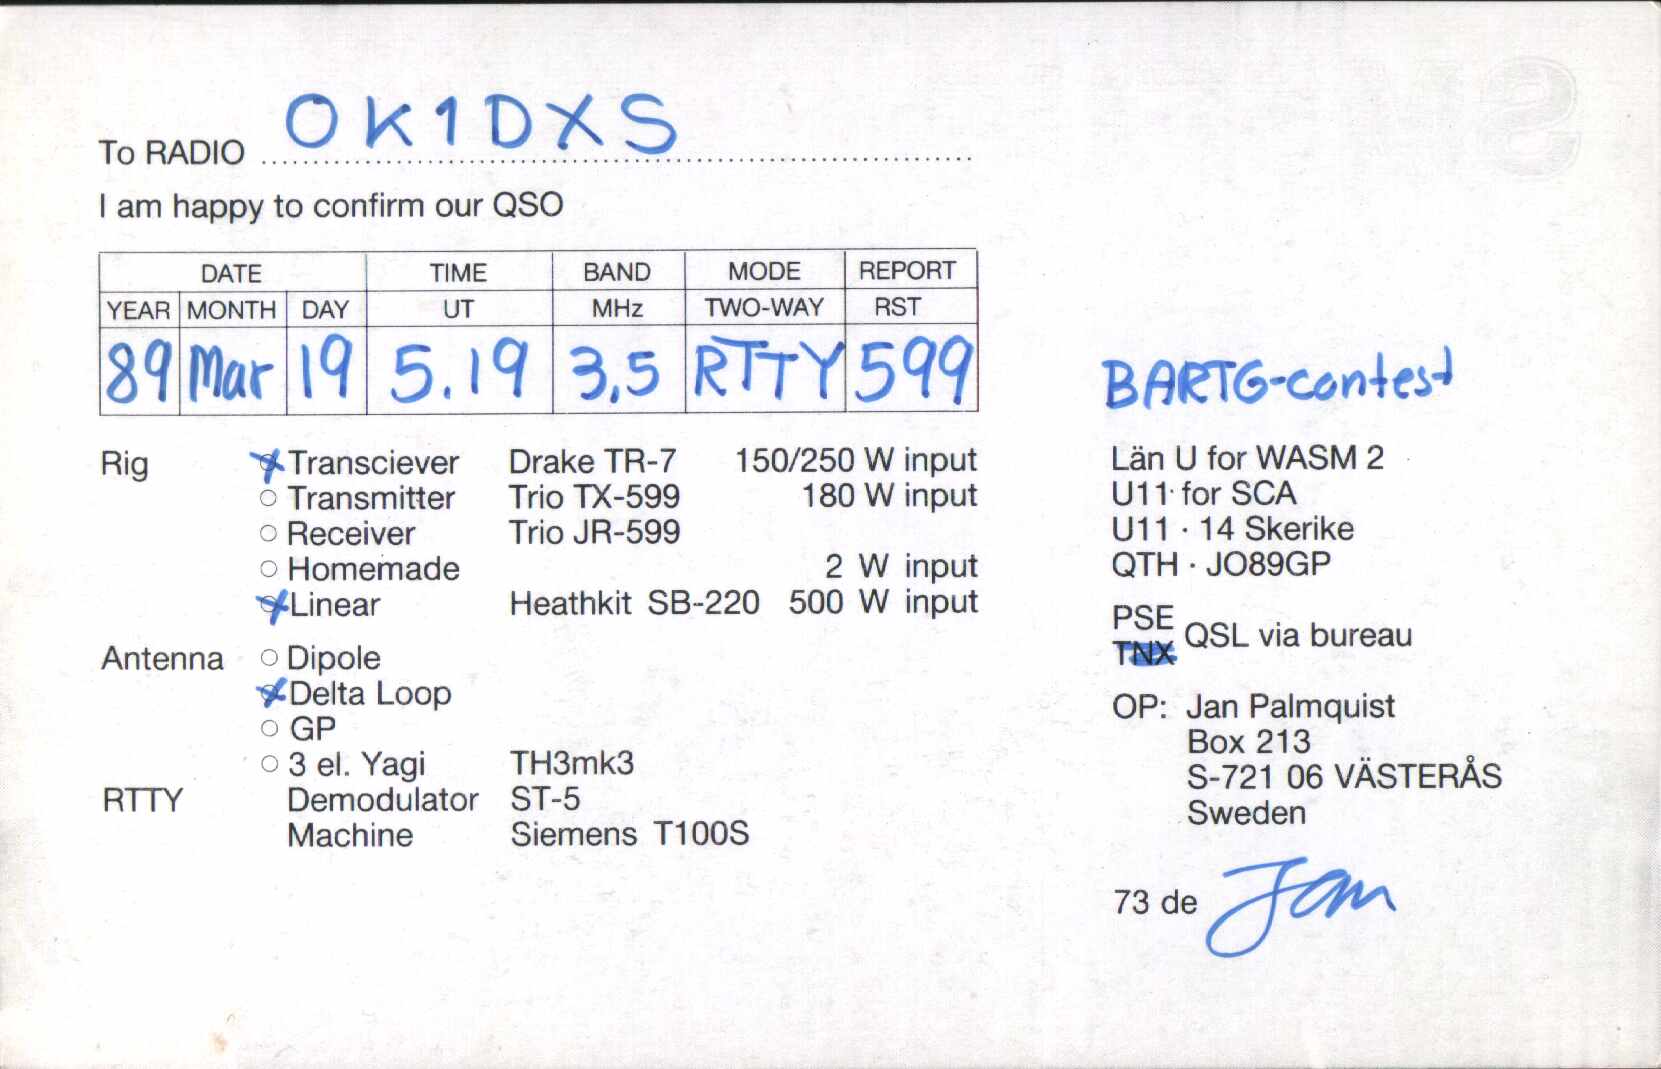 To RADIO OK1DXS
I am happy to confirm our QSO
DATE TIME BAND MODE REPORT
YEAR MONTH DAY UT MHz TWO-WAY RST
89 Mar 19 5.19 3,5 RTTY 599
BARTG-contest
Rig Transciever Drake TR-7 150/250 W input
Transmitter Trio TX-599 180 W input
Receiver Trio JR-599
Homemade 2 W input
Linear Heathkit SB-220 500 W input
Antenna Dipole
Delta Loop
GP
3 el. Yagi TH3mk3
RTTY Demodulator ST-5
Machine Siemens T100S
Län U for WASM 2
U11 for SCA
U11 · 14 Skerike
QTH · JO89GP
PSE
TNX QSL via bureau
OP: Jan Palmquist
Box 213
S-721 06 VÄSTERÅS
Sweden
73 de Jan